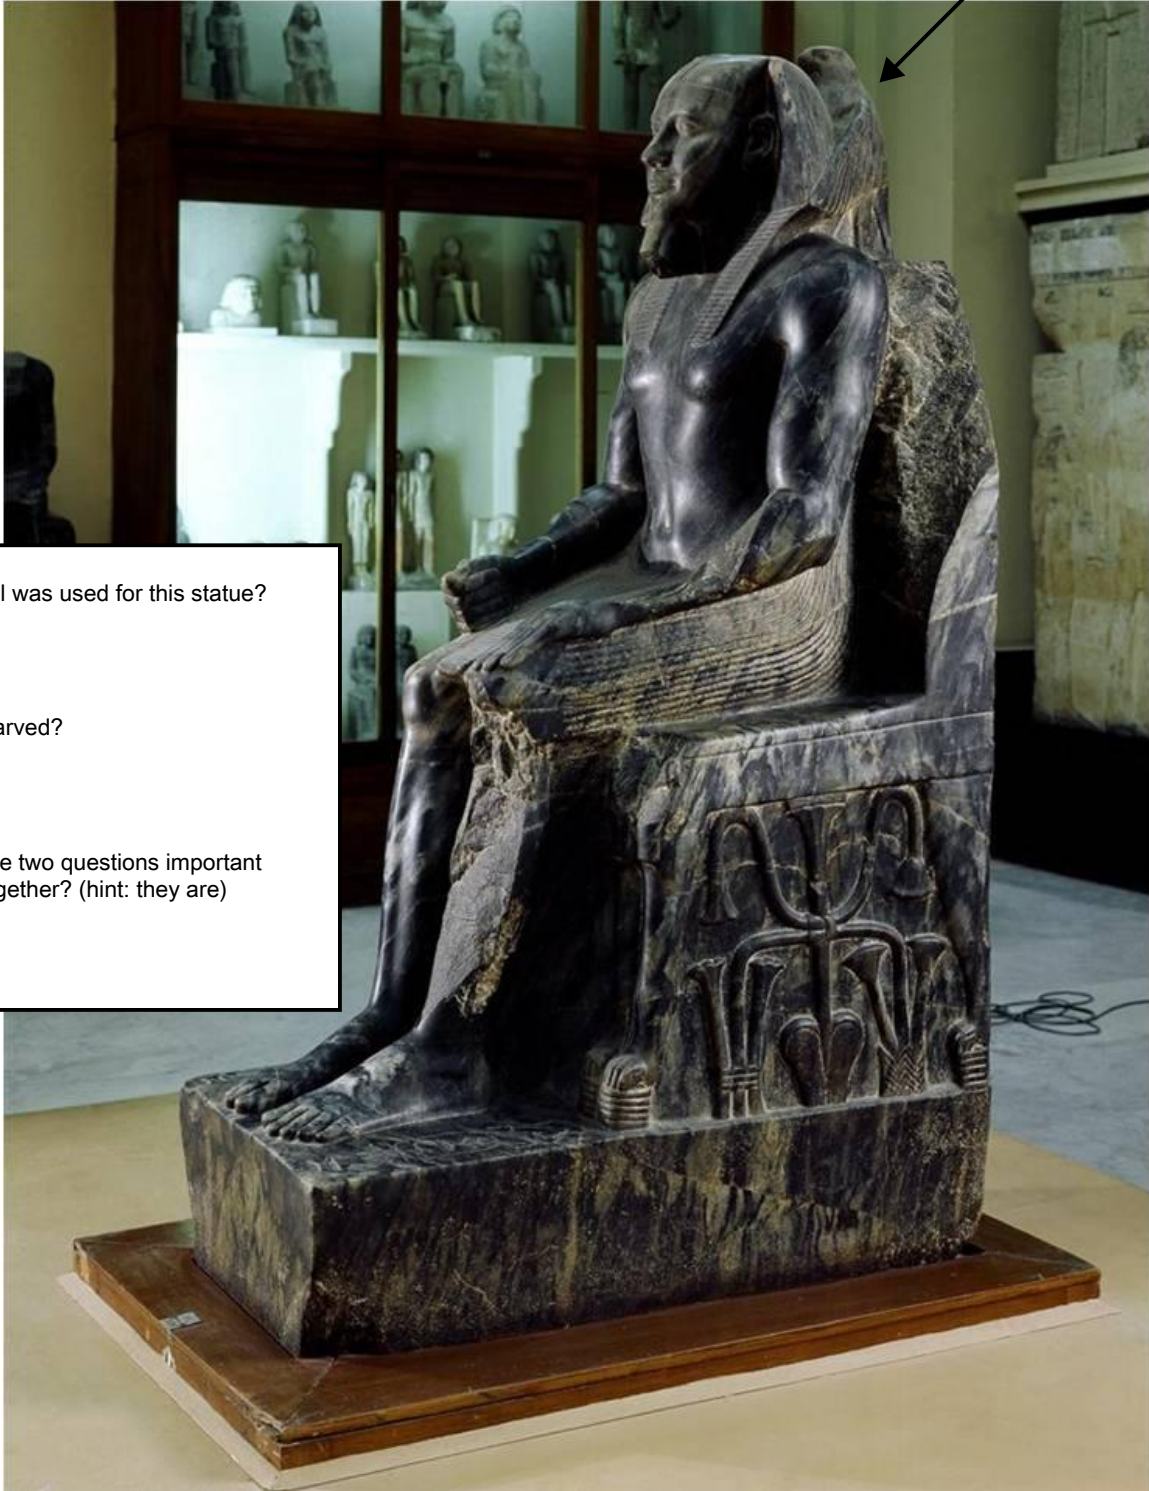 l was used for this statue?
arved?
e two questions important
gether? (hint: they are)